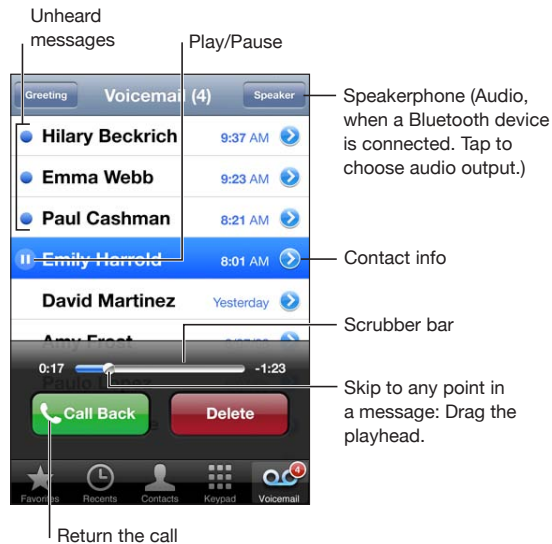 Unheard
messages
Play/Pause
Greeting
Voicemail (4)
Speaker
Speakerphone (Audio,
when a Bluetooth device
is connected. Tap to
choose audio output.)
Hilary Beckrich 9:37 AM
Emma Webb 9:23 AM
Paul Cashman 8:21 AM
Emily Harrold 8:01 AM
Contact info
David Martinez Yesterday
Amy Frost
Scrubber bar
0:17 -1:23
Skip to any point in
a message: Drag the
playhead.
Call Back
Delete
Favorites Recents Contacts Keypad Voicemail
4
Return the call